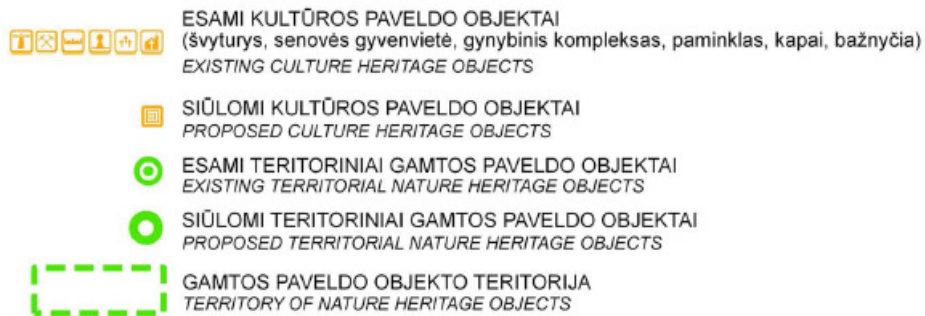 ESAMI KULTŪROS PAVELDO OBJEKTAI
(švyturys, senovės gyvenvietė, gynybinis kompleksas, paminklas, kapai, bažnyčia)
EXISTING CULTURE HERITAGE OBJECTS
SIŪLOMI KULTŪROS PAVELDO OBJEKTAI
PROPOSED CULTURE HERITAGE OBJECTS
ESAMI TERITORINIAI GAMTOS PAVELDO OBJEKTAI
EXISTING TERRITORIAL NATURE HERITAGE OBJECTS
SIŪLOMI TERITORINIAI GAMTOS PAVELDO OBJEKTAI
PROPOSED TERRITORIAL NATURE HERITAGE OBJECTS
GAMTOS PAVELDO OBJEKTO TERITORIJA
TERRITORY OF NATURE HERITAGE OBJECTS